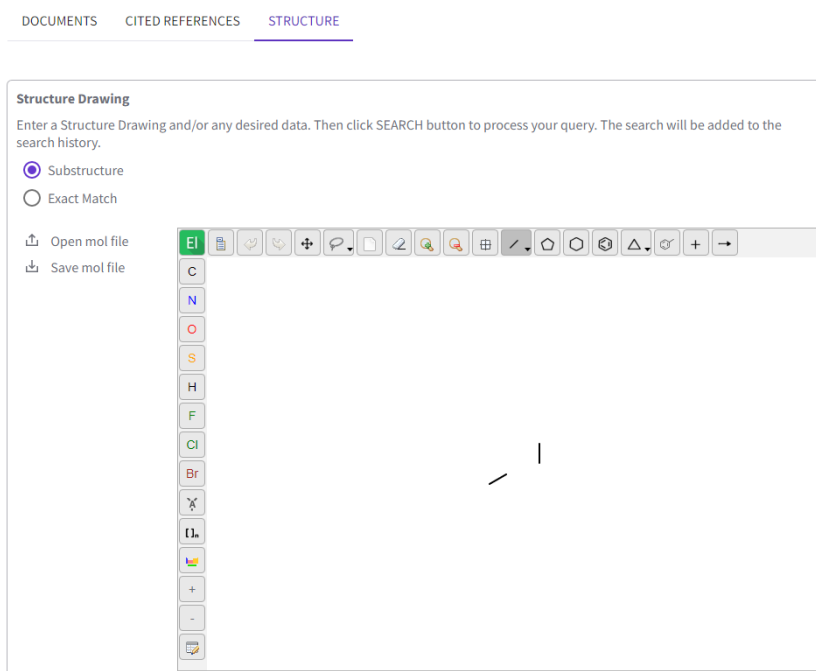 DOCUMENTS CITED REFERENCES STRUCTURE
Structure Drawing
Enter a Structure Drawing and/or any desired data. Then click SEARCH button to process your query. The search will be added to the
search history.
Substructure
Exact Match
Open mol file
Save mol file
El
C
N
O
S
H
F
Cl
Br
A
[ ]n
+
-